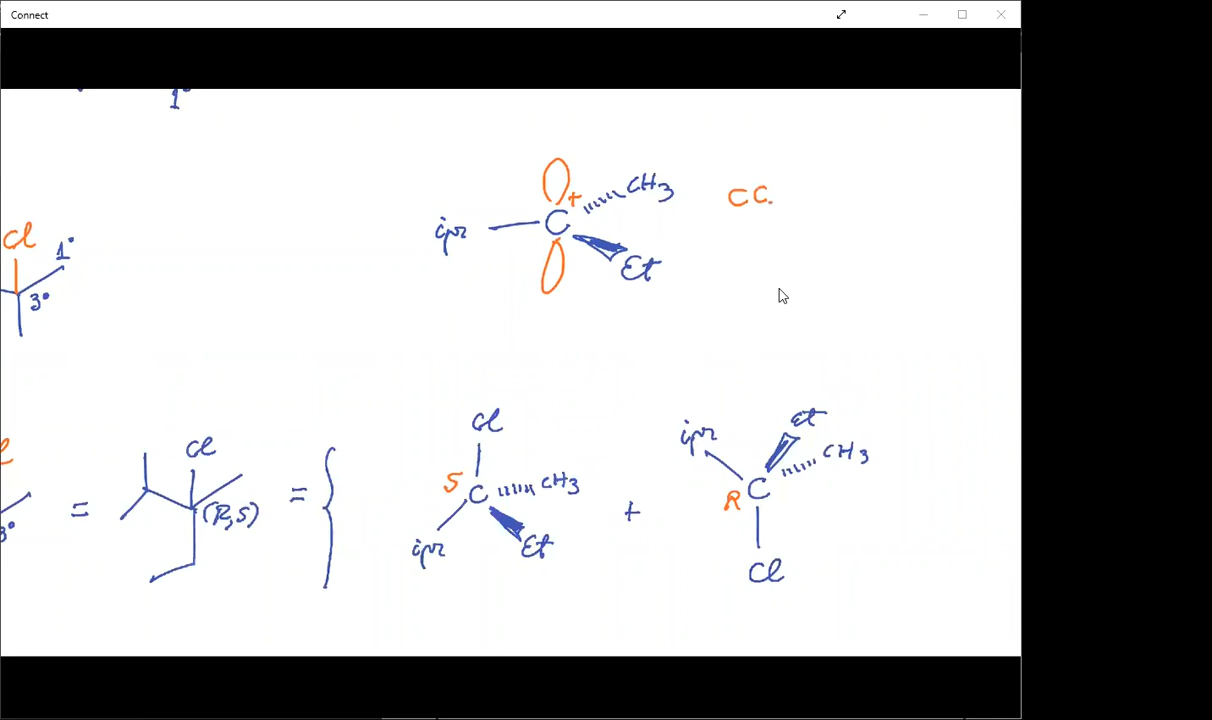 Connect
1°
CH3
+
CC.
ipr
C
Et
Cl
1°
3°
Cl
Et
ipr
CH3
Cl
S
CH3
C
R
C
=
(R,S)
=
+
3°
ipr
Et
Cl